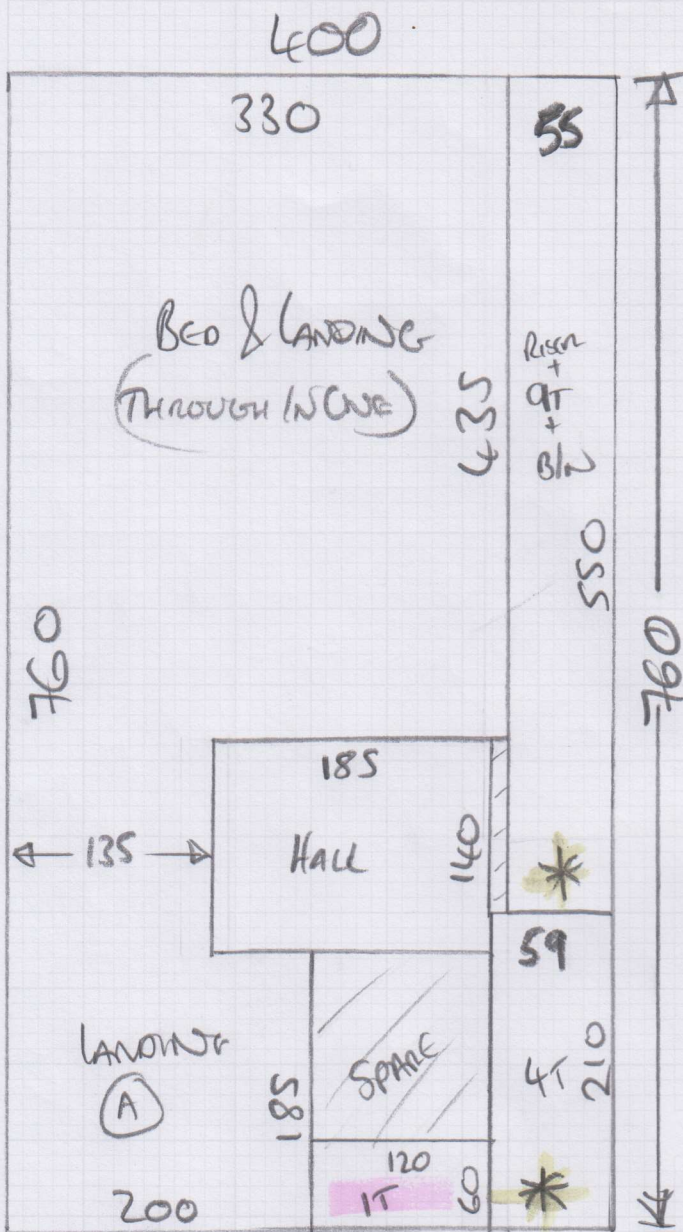 400
330
55
BED & LANDING
(THROUGH IN ONE)
435
RISER
+
9T
+
B/N
550
760
760
185
135
HALL
140
*
59
LANDING
A
185
SPARE
4T
210
120
1T
60
*
200